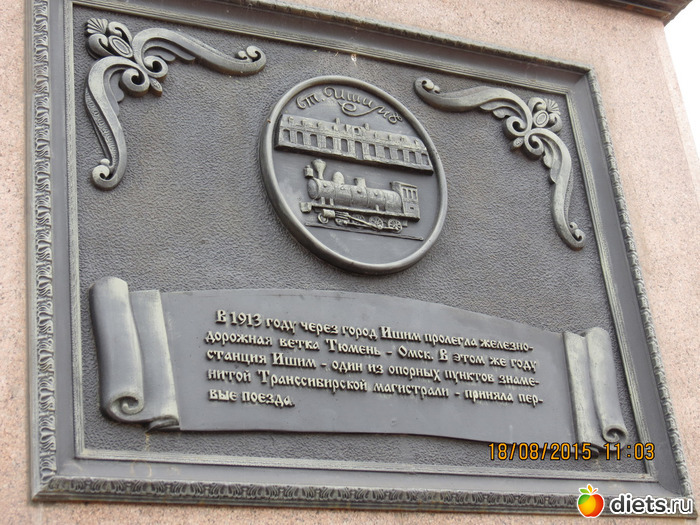 ст. Ишимъ
В 1913 году через город Ишим пролегла железно-
дорожная ветка Тюмень – Омск. В этом же году
станция Ишим – один из опорных пунктов знаме-
нитой Транссибирской магистрали – приняла пер-
вые поезда.
18/08/2015 11:03
diets.ru